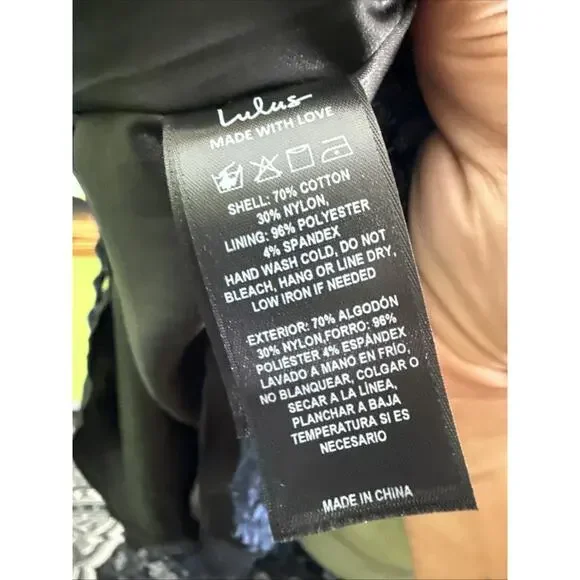 Lulus
MADE WITH LOVE
SHELL: 70% COTTON
30% NYLON,
LINING: 96% POLYESTER
4% SPANDEX
HAND WASH COLD, DO NOT
BLEACH, HANG OR LINE DRY,
LOW IRON IF NEEDED
EXTERIOR: 70% ALGODÓN
30% NYLON,FORRO: 96%
POLIÉSTER 4% ESPÁNDEX
LAVADO A MANO EN FRÍO,
NO BLANQUEAR, COLGAR O
SECAR A LA LÍNEA,
PLANCHAR A BAJA
TEMPERATURA SI ES
NECESARIO
MADE IN CHINA